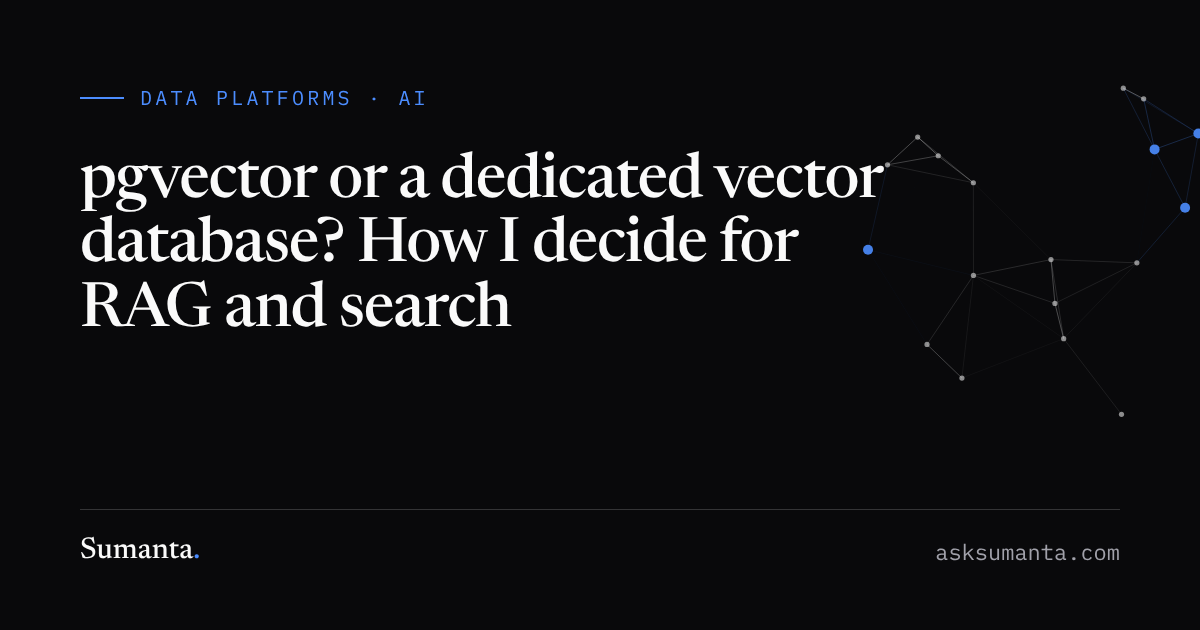 DATA PLATFORMS · AI
pgvector or a dedicated vector
database? How I decide for
RAG and search
Sumanta.
asksumanta.com